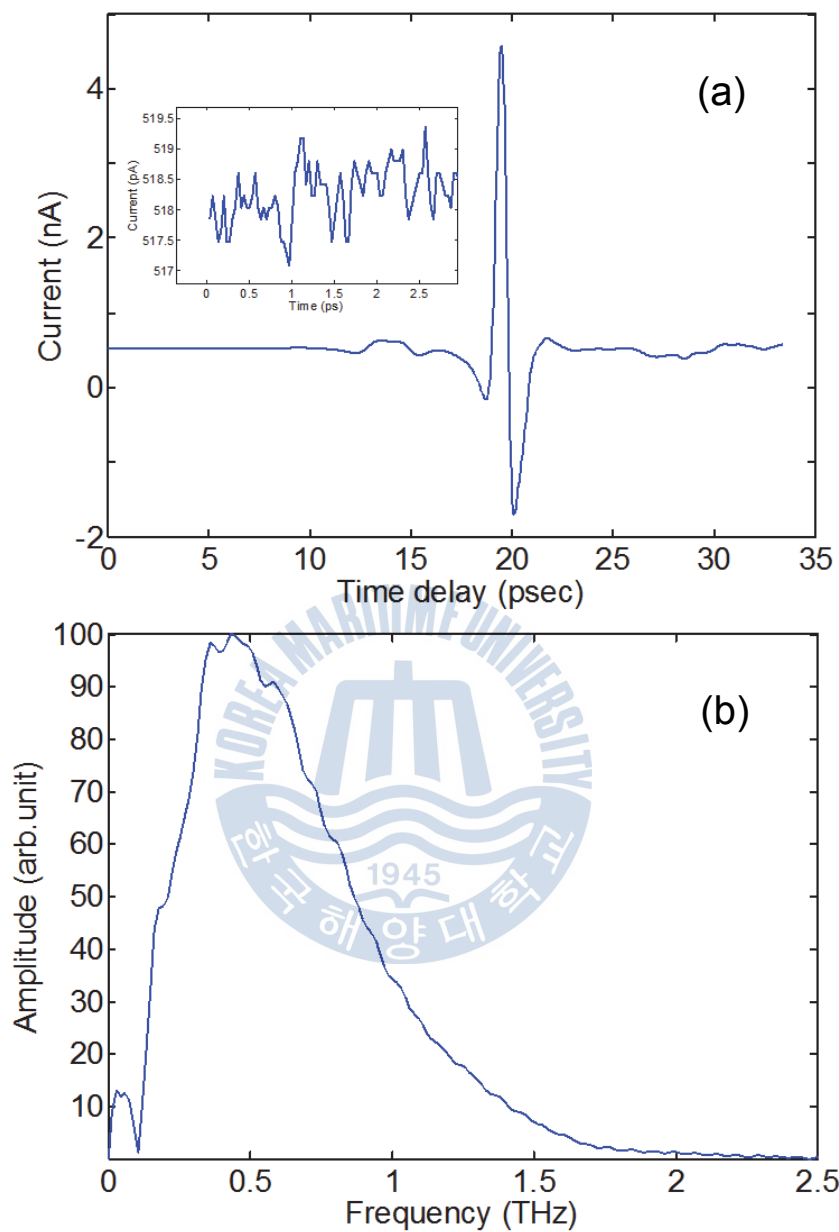 (a)
4
2
0
-2
Current (nA)
519.5
519
518.5
518
517.5
517
Current (pA)
0 0.5 1 1.5 2 2.5
Time (ps)
0 5 10 15 20 25 30 35
Time delay (psec)
KOREA MARITIME UNIVERSITY
1945
한국해양대학교
(b)
100
90
80
70
60
50
40
30
20
10
Amplitude (arb.unit)
0 0.5 1 1.5 2 2.5
Frequency (THz)